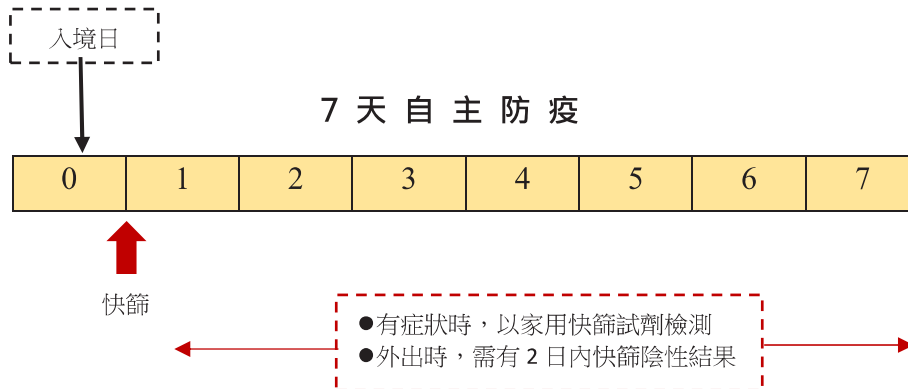 入境日
7 天 自 主 防 疫
0 1 2 3 4 5 6 7
快篩
●有症狀時，以家用快篩試劑檢測
●外出時，需有 2 日內快篩陰性結果